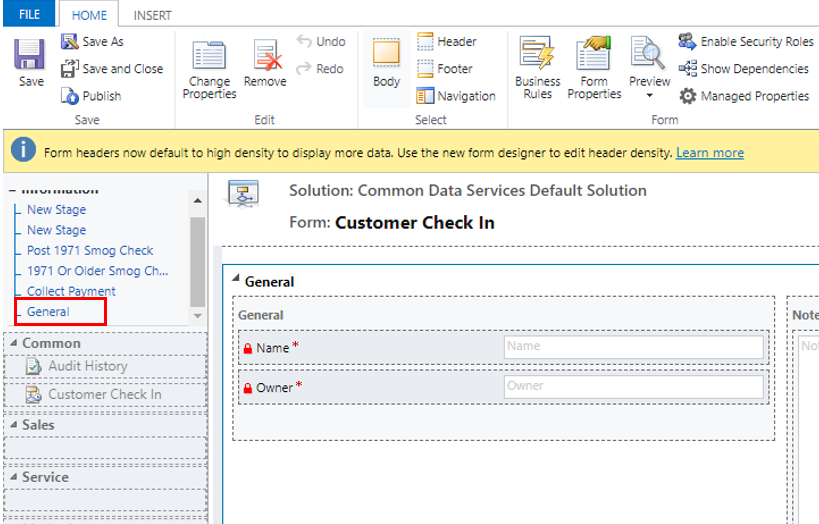 FILE HOME INSERT
Save
Save As
Save and Close
Publish
Save
Change Properties
Remove
Undo
Redo
Edit
Body
Header
Footer
Navigation
Select
Business Rules
Form Properties
Preview
Enable Security Roles
Show Dependencies
Managed Properties
Form
Form headers now default to high density to display more data. Use the new form designer to edit header density. Learn more
Information
New Stage
New Stage
Post 1971 Smog Check
1971 Or Older Smog Ch...
Collect Payment
General
Common
Audit History
Customer Check In
Sales
Service
Solution: Common Data Services Default Solution
Form: Customer Check In
General
General
Name* Name
Owner* Owner
Note
Not